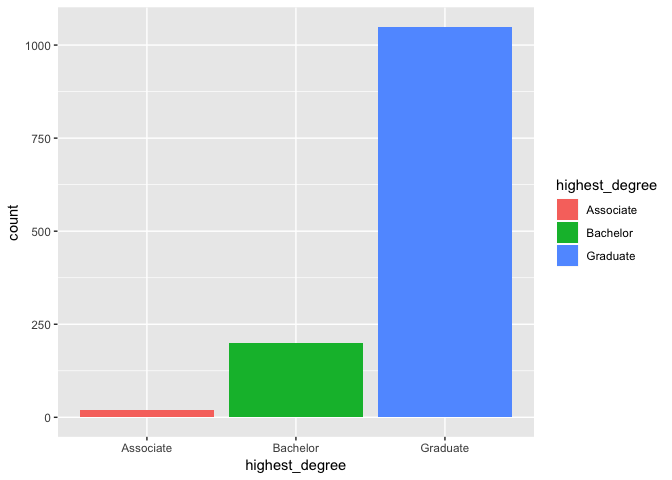 1000
750
500
250
0
count
Associate
Bachelor
Graduate
highest_degree
highest_degree
Associate
Bachelor
Graduate